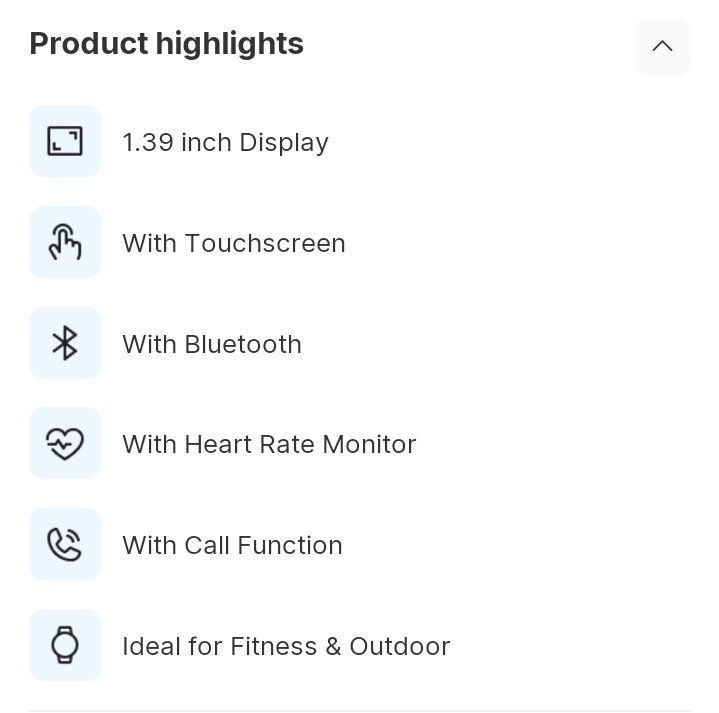 Product highlights
1.39 inch Display
With Touchscreen
With Bluetooth
With Heart Rate Monitor
With Call Function
Ideal for Fitness & Outdoor